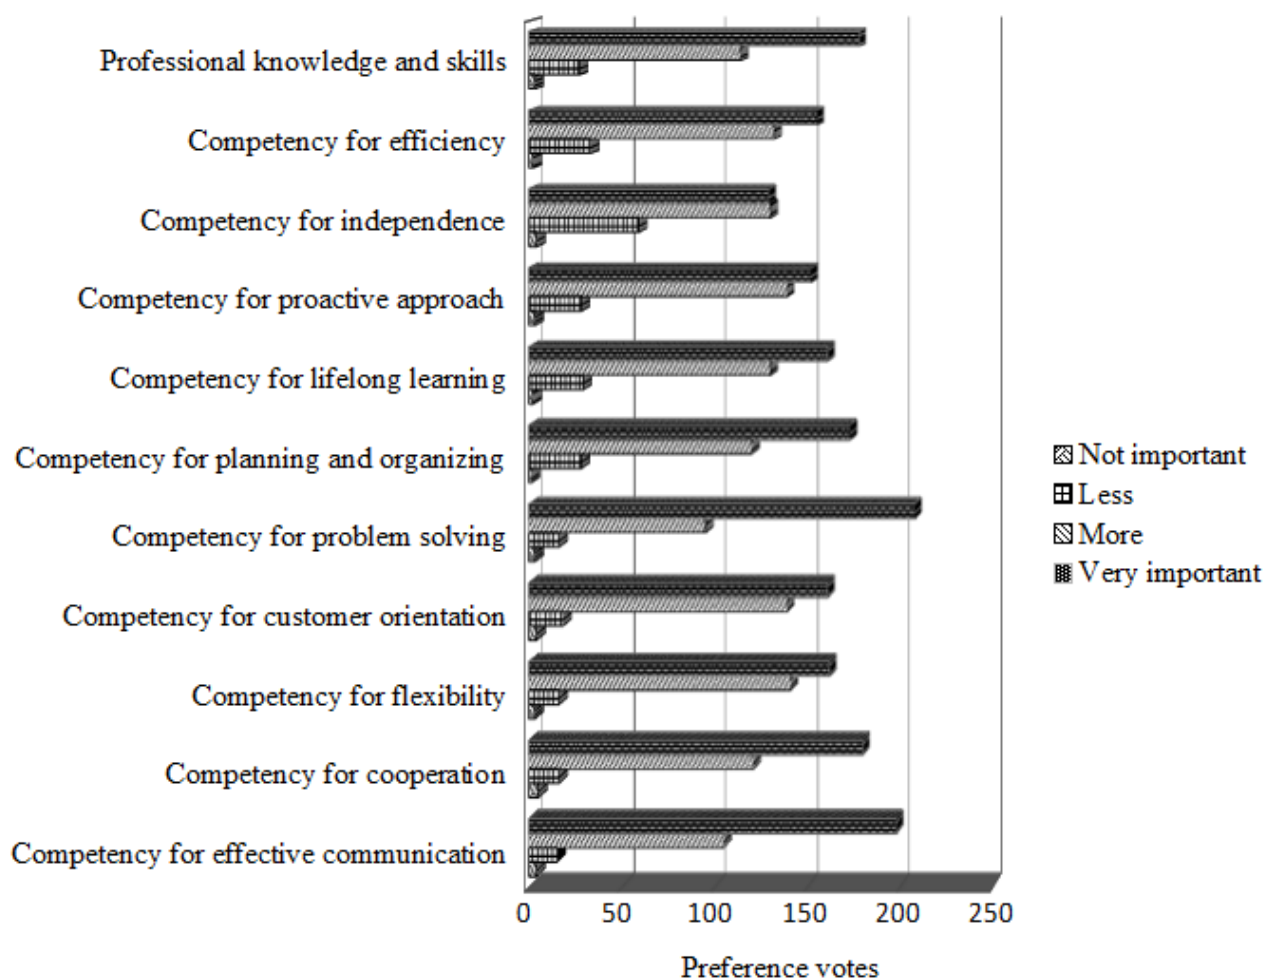 Professional knowledge and skills
Competency for efficiency
Competency for independence
Competency for proactive approach
Competency for lifelong learning
Competency for planning and organizing
Competency for problem solving
Competency for customer orientation
Competency for flexibility
Competency for cooperation
Competency for effective communication
Not important
Less
More
Very important
0 50 100 150 200 250
Preference votes